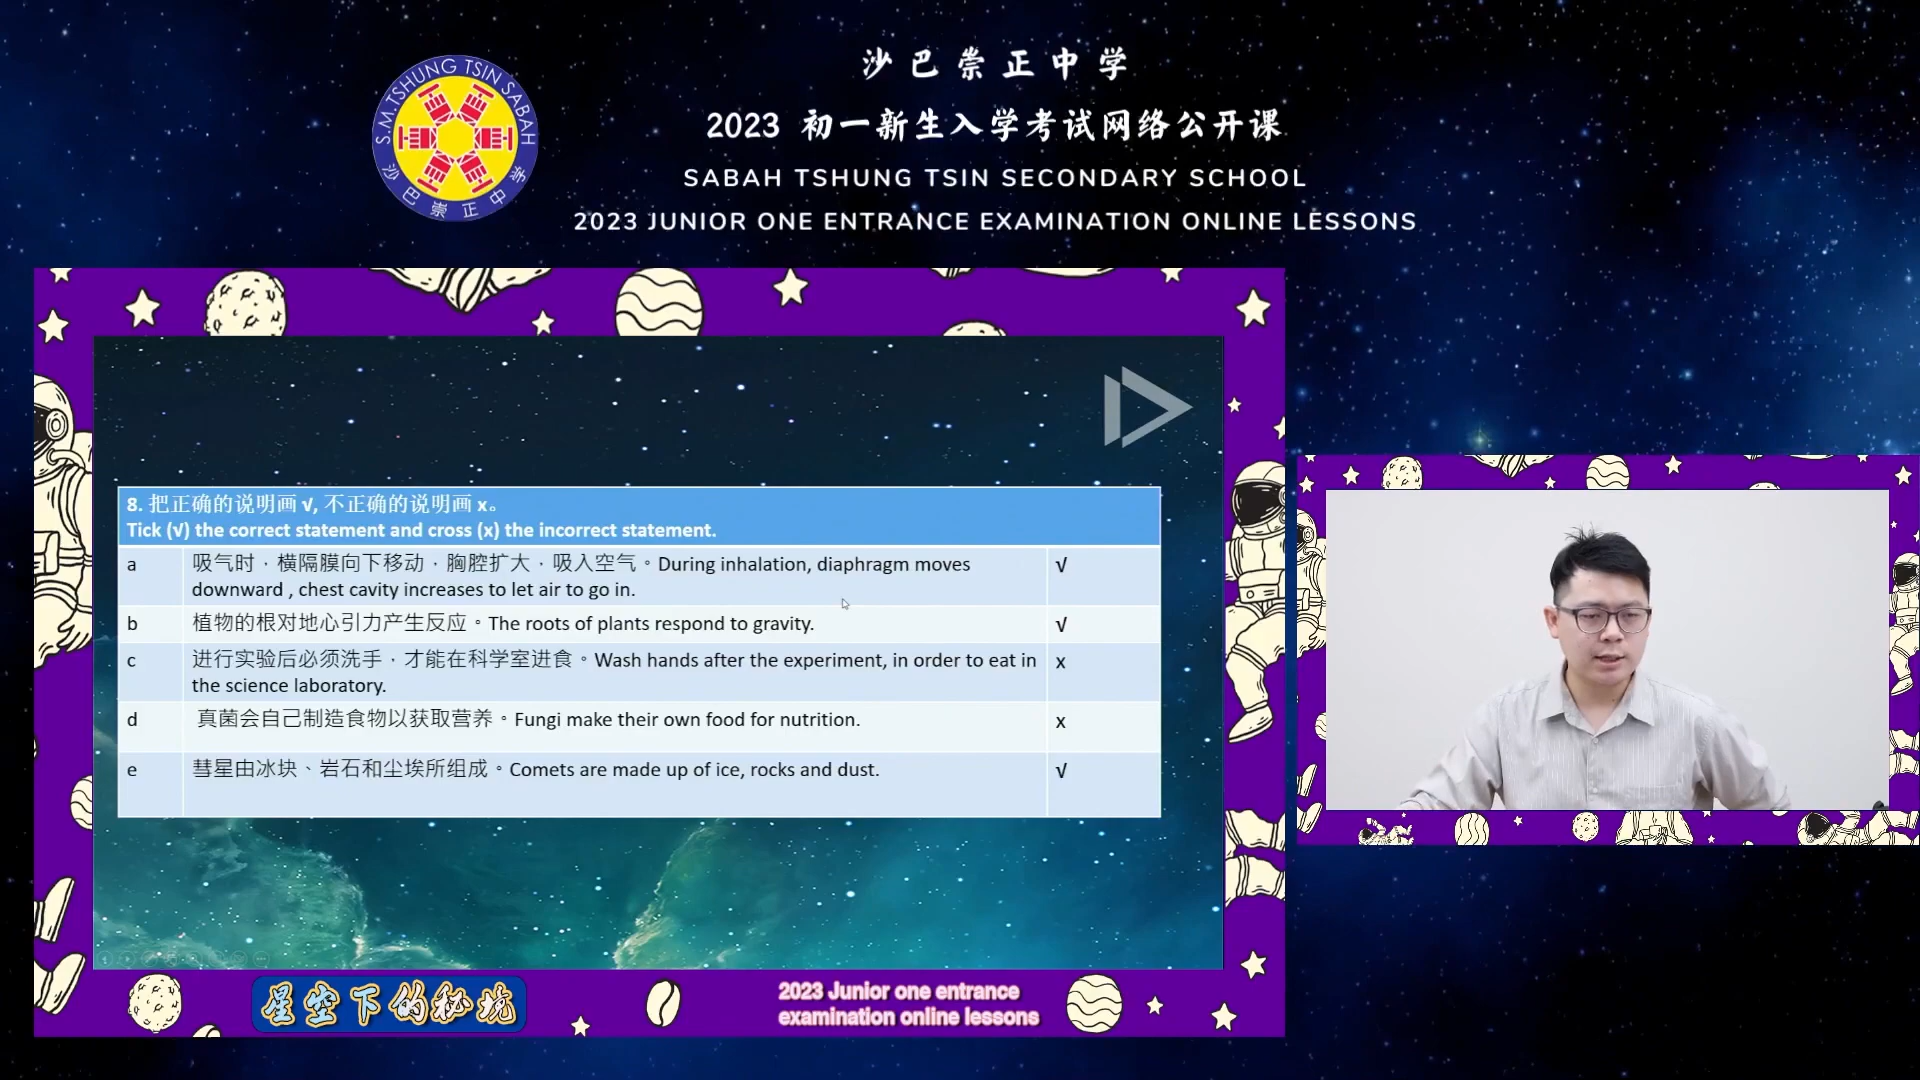 S.M TSHUNG TSIN SABAH
沙巴崇正中学
沙巴崇正中学
2023 初一新生入学考试网络公开课
SABAH TSHUNG TSIN SECONDARY SCHOOL
2023 JUNIOR ONE ENTRANCE EXAMINATION ONLINE LESSONS
8. 把正确的说明画 √, 不正确的说明画 x。
Tick (√) the correct statement and cross (x) the incorrect statement.
a 吸气时，横隔膜向下移动，胸腔扩大，吸入空气。During inhalation, diaphragm moves √
downward , chest cavity increases to let air to go in.
b 植物的根对地心引力产生反应。The roots of plants respond to gravity. √
c 进行实验后必须洗手，才能在科学室进食。Wash hands after the experiment, in order to eat in x
the science laboratory.
d 真菌会自己制造食物以获取营养。Fungi make their own food for nutrition. x
e 彗星由冰块、岩石和尘埃所组成。Comets are made up of ice, rocks and dust. √
星空下的秘境
2023 Junior one entrance
examination online lessons